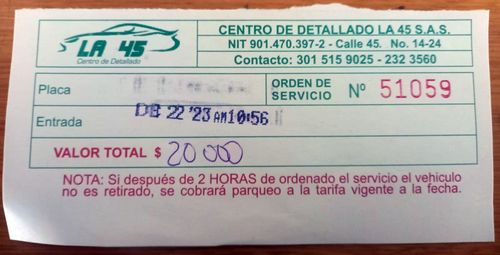 LA 45
Centro de Detallado
CENTRO DE DETALLADO LA 45 S.A.S.
NIT 901.470.397-2 - Calle 45. No. 14-24
Contacto: 301 515 9025 - 232 3560
Placa
ORDEN DE SERVICIO Nº 51059
Entrada
DE 22 '23 AM 10:56
VALOR TOTAL $ 20 000
NOTA: Si después de 2 HORAS de ordenado el servicio el vehiculo
no es retirado, se cobrará parqueo a la tarifa vigente a la fecha.